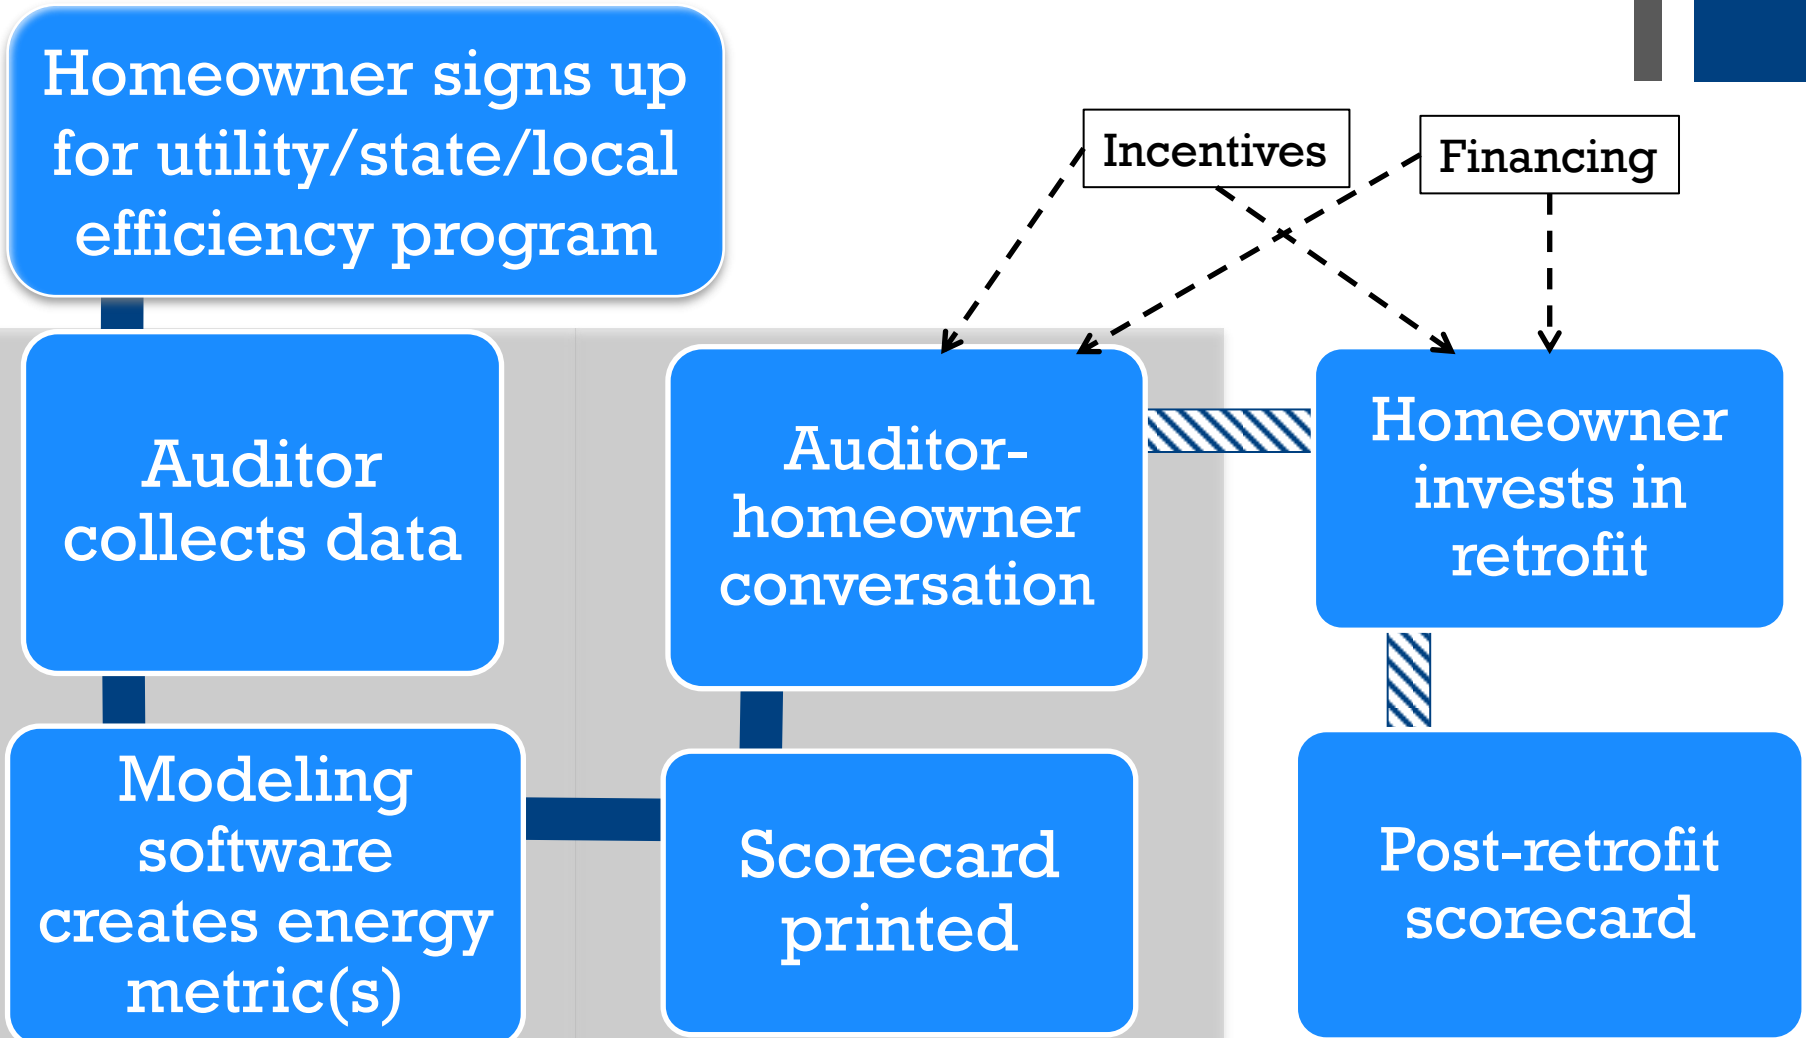 Homeowner signs up
for utility/state/local
efficiency program
Incentives
Financing
Auditor
collects data
Auditor-
homeowner
conversation
Homeowner
invests in
retrofit
Modeling
software
creates energy
metric(s)
Scorecard
printed
Post-retrofit
scorecard